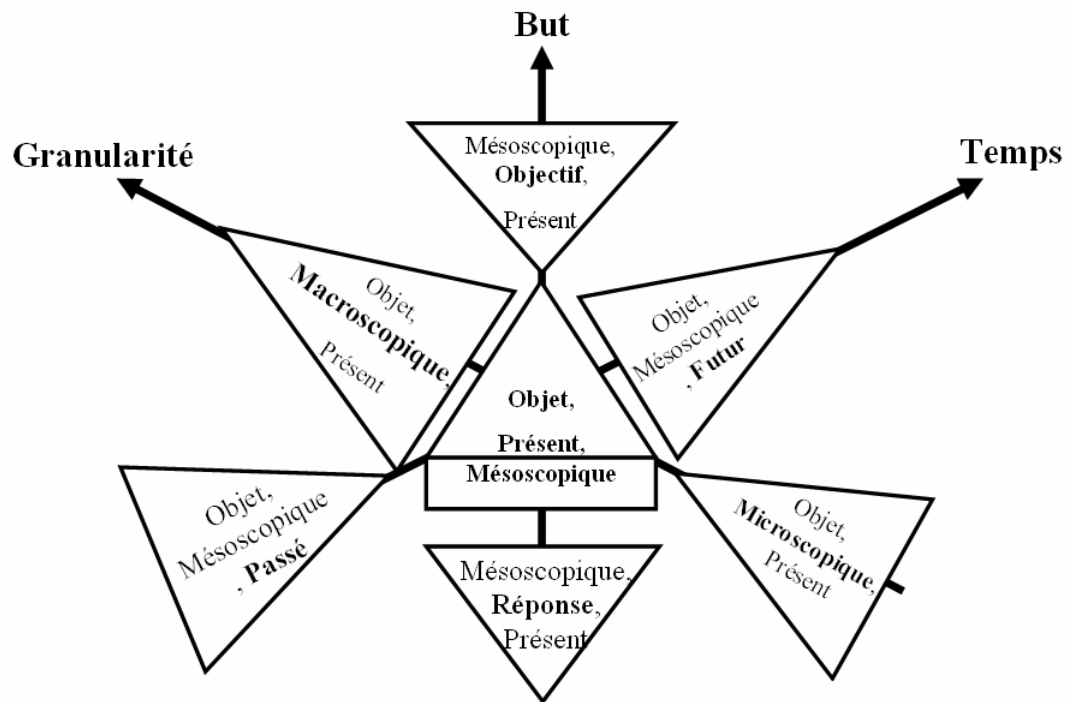 But
Granularité
Temps
Mésoscopique,
Objectif,
Présent
Objet,
Macroscopique,
Présent
Objet,
Mésoscopique
, Futur
Objet,
Présent,
Mésoscopique
Objet,
Mésoscopique
, Passé
Mésoscopique,
Réponse,
Présent
Objet,
Microscopique,
Présent